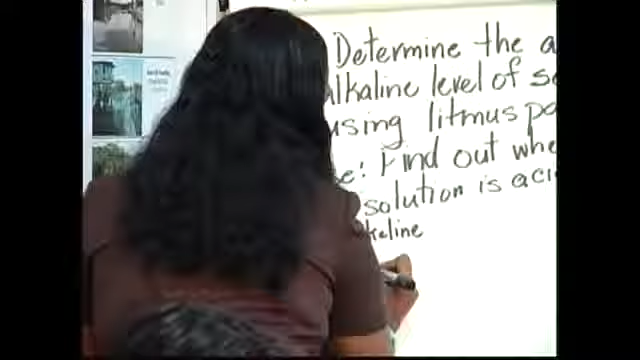 Determine the a
alkaline level of s
using litmus pa
e: Find out whe
solution is aci
kaline